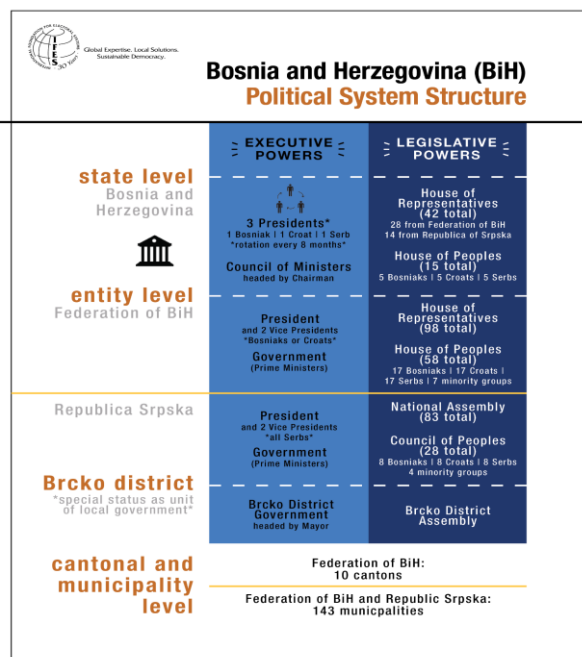 INTERNATIONAL FOUNDATION FOR ELECTORAL SYSTEMS
IFES
30 Years
Global Expertise. Local Solutions.
Sustainable Democracy.
Bosnia and Herzegovina (BiH)
Political System Structure
EXECUTIVE
POWERS
LEGISLATIVE
POWERS
state level
Bosnia and
Herzegovina
3 Presidents*
1 Bosniak | 1 Croat | 1 Serb
*rotation every 8 months*
Council of Ministers
headed by Chairman
House of
Representatives
(42 total)
28 from Federation of BiH
14 from Republica of Srpska
House of Peoples
(15 total)
5 Bosniaks | 5 Croats | 5 Serbs
entity level
Federation of BiH
President
and 2 Vice Presidents
*Bosniaks or Croats*
Government
(Prime Ministers)
House of
Representatives
(98 total)
House of Peoples
(58 total)
17 Bosniaks | 17 Croats |
17 Serbs | 7 minority groups
Republica Srpska
President
and 2 Vice Presidents
*all Serbs*
Government
(Prime Ministers)
National Assembly
(83 total)
Council of Peoples
(28 total)
8 Bosniaks | 8 Croats | 8 Serbs
4 minority groups
Brcko district
*special status as unit
of local government*
Brcko District
Government
headed by Mayor
Brcko District
Assembly
cantonal and
municipality
level
Federation of BiH:
10 cantons
Federation of BiH and Republic Srpska:
143 municpalities